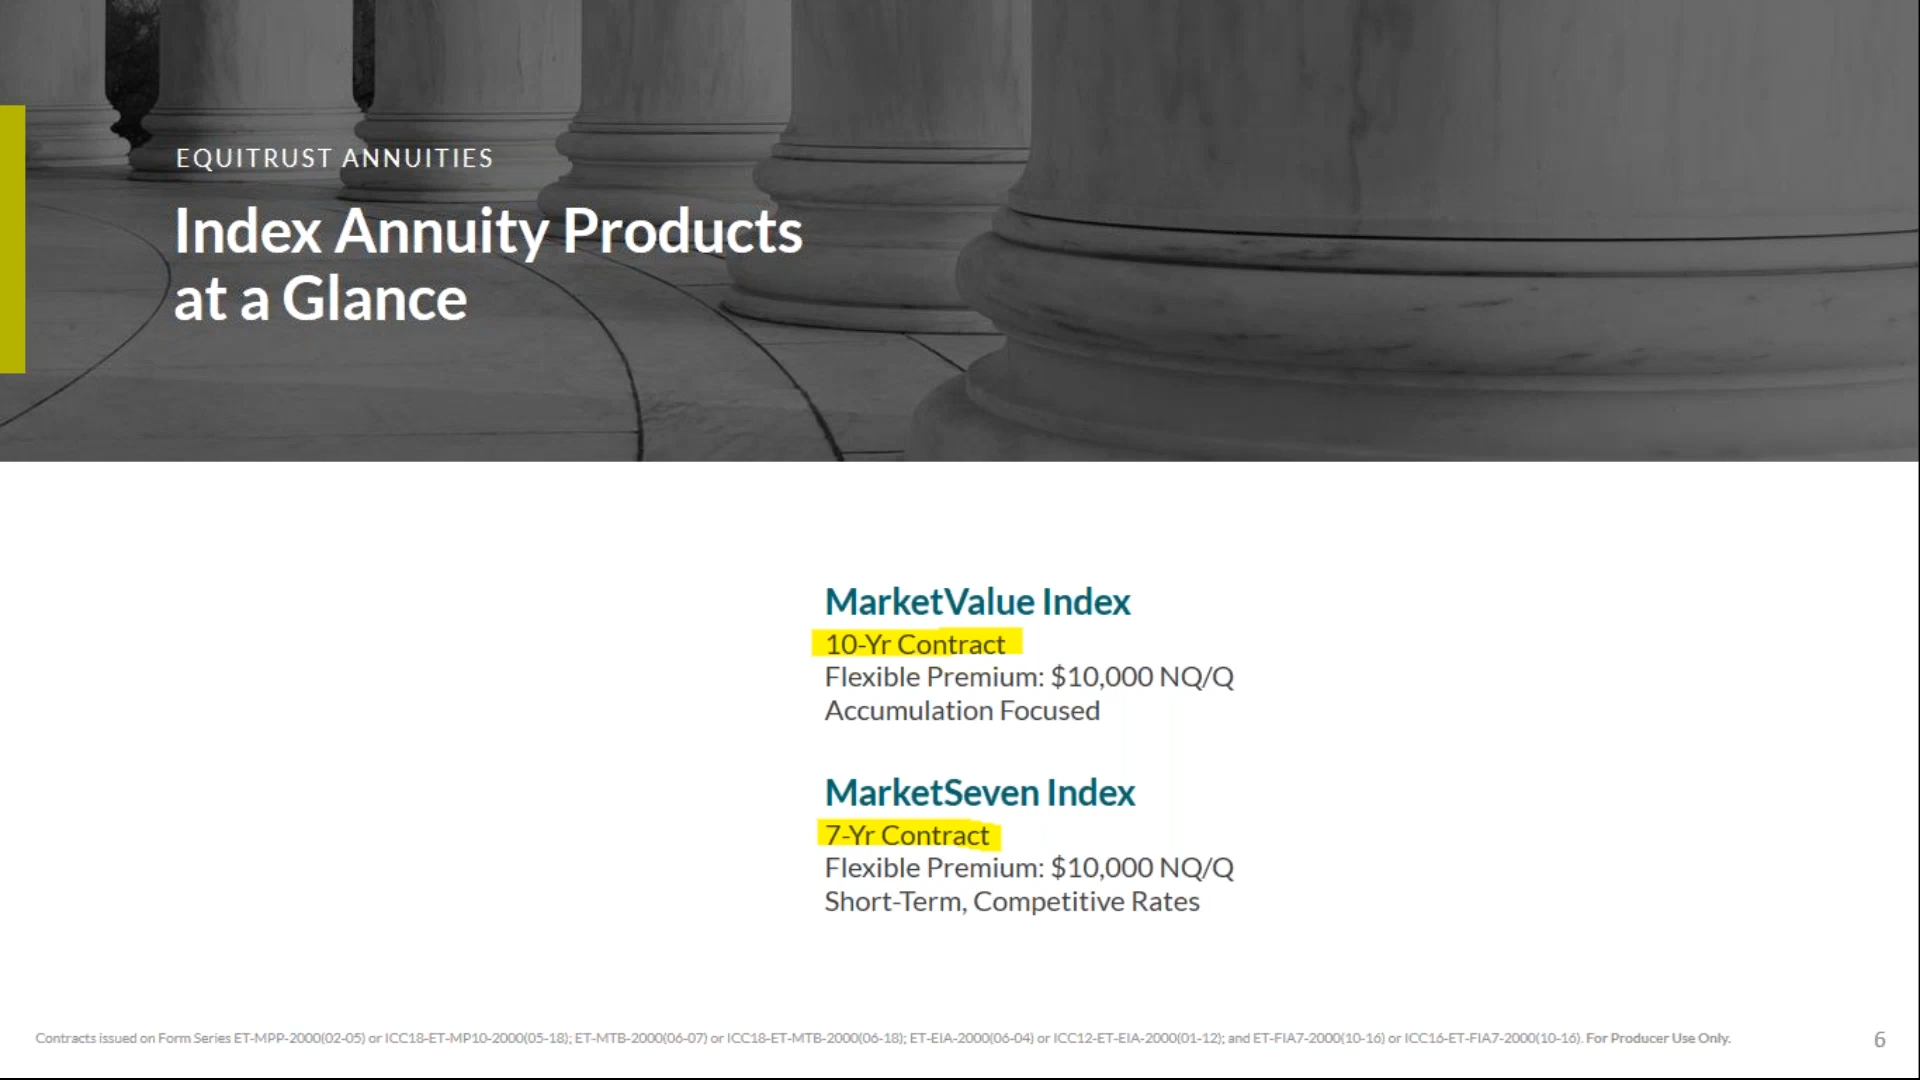 EQUITRUST ANNUITIES
Index Annuity Products
at a Glance
MarketValue Index
10-Yr Contract
Flexible Premium: $10,000 NQ/Q
Accumulation Focused
MarketSeven Index
7-Yr Contract
Flexible Premium: $10,000 NQ/Q
Short-Term, Competitive Rates
Contracts issued on Form Series ET-MPP-2000(02-05) or ICC18-ET-MP10-2000(05-18); ET-MTB-2000(06-07) or ICC18-ET-MTB-2000(06-18); ET-EIA-2000(06-04) or ICC12-ET-EIA-2000(01-12); and ET-FIA7-2000(10-16) or ICC16-ET-FIA7-2000(10-16). For Producer Use Only.
6